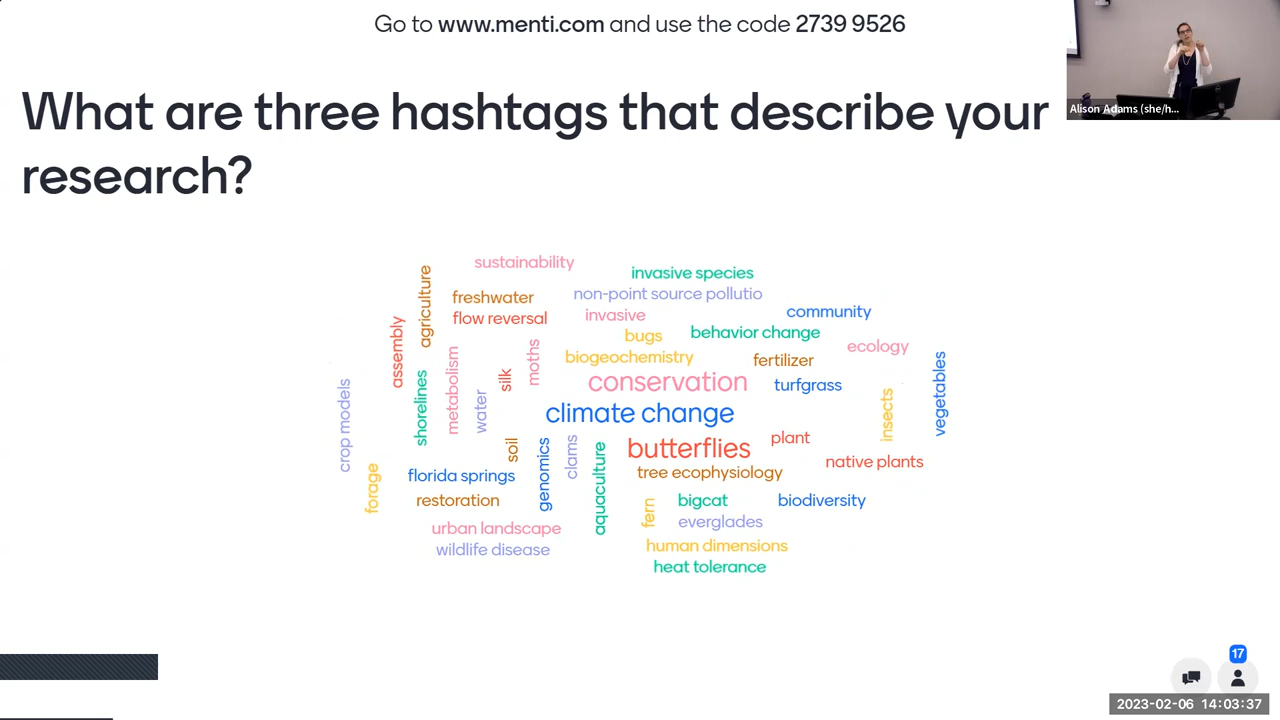 Go to www.menti.com and use the code 2739 9526
Alison Adams (she/h...
What are three hashtags that describe your
research?
sustainability
invasive species
agriculture
freshwater
non-point source pollutio
flow reversal
invasive
community
assembly
bugs
behavior change
moths
biogeochemistry
fertilizer
ecology
metabolism
silk
conservation
turfgrass
vegetables
crop models
shorelines
water
climate change
insects
soil
butterflies
plant
genomics
clams
aquaculture
native plants
florida springs
tree ecophysiology
forage
restoration
fern
bigcat
biodiversity
everglades
urban landscape
human dimensions
wildlife disease
heat tolerance
17
2023-02-06 14:03:37